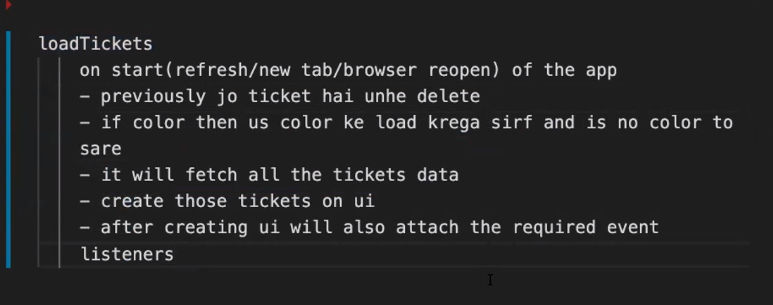 loadTickets
on start(refresh/new tab/browser reopen) of the app
- previously jo ticket hai unhe delete
- if color then us color ke load krega sirf and is no color to
sare
- it will fetch all the tickets data
- create those tickets on ui
- after creating ui will also attach the required event
listeners